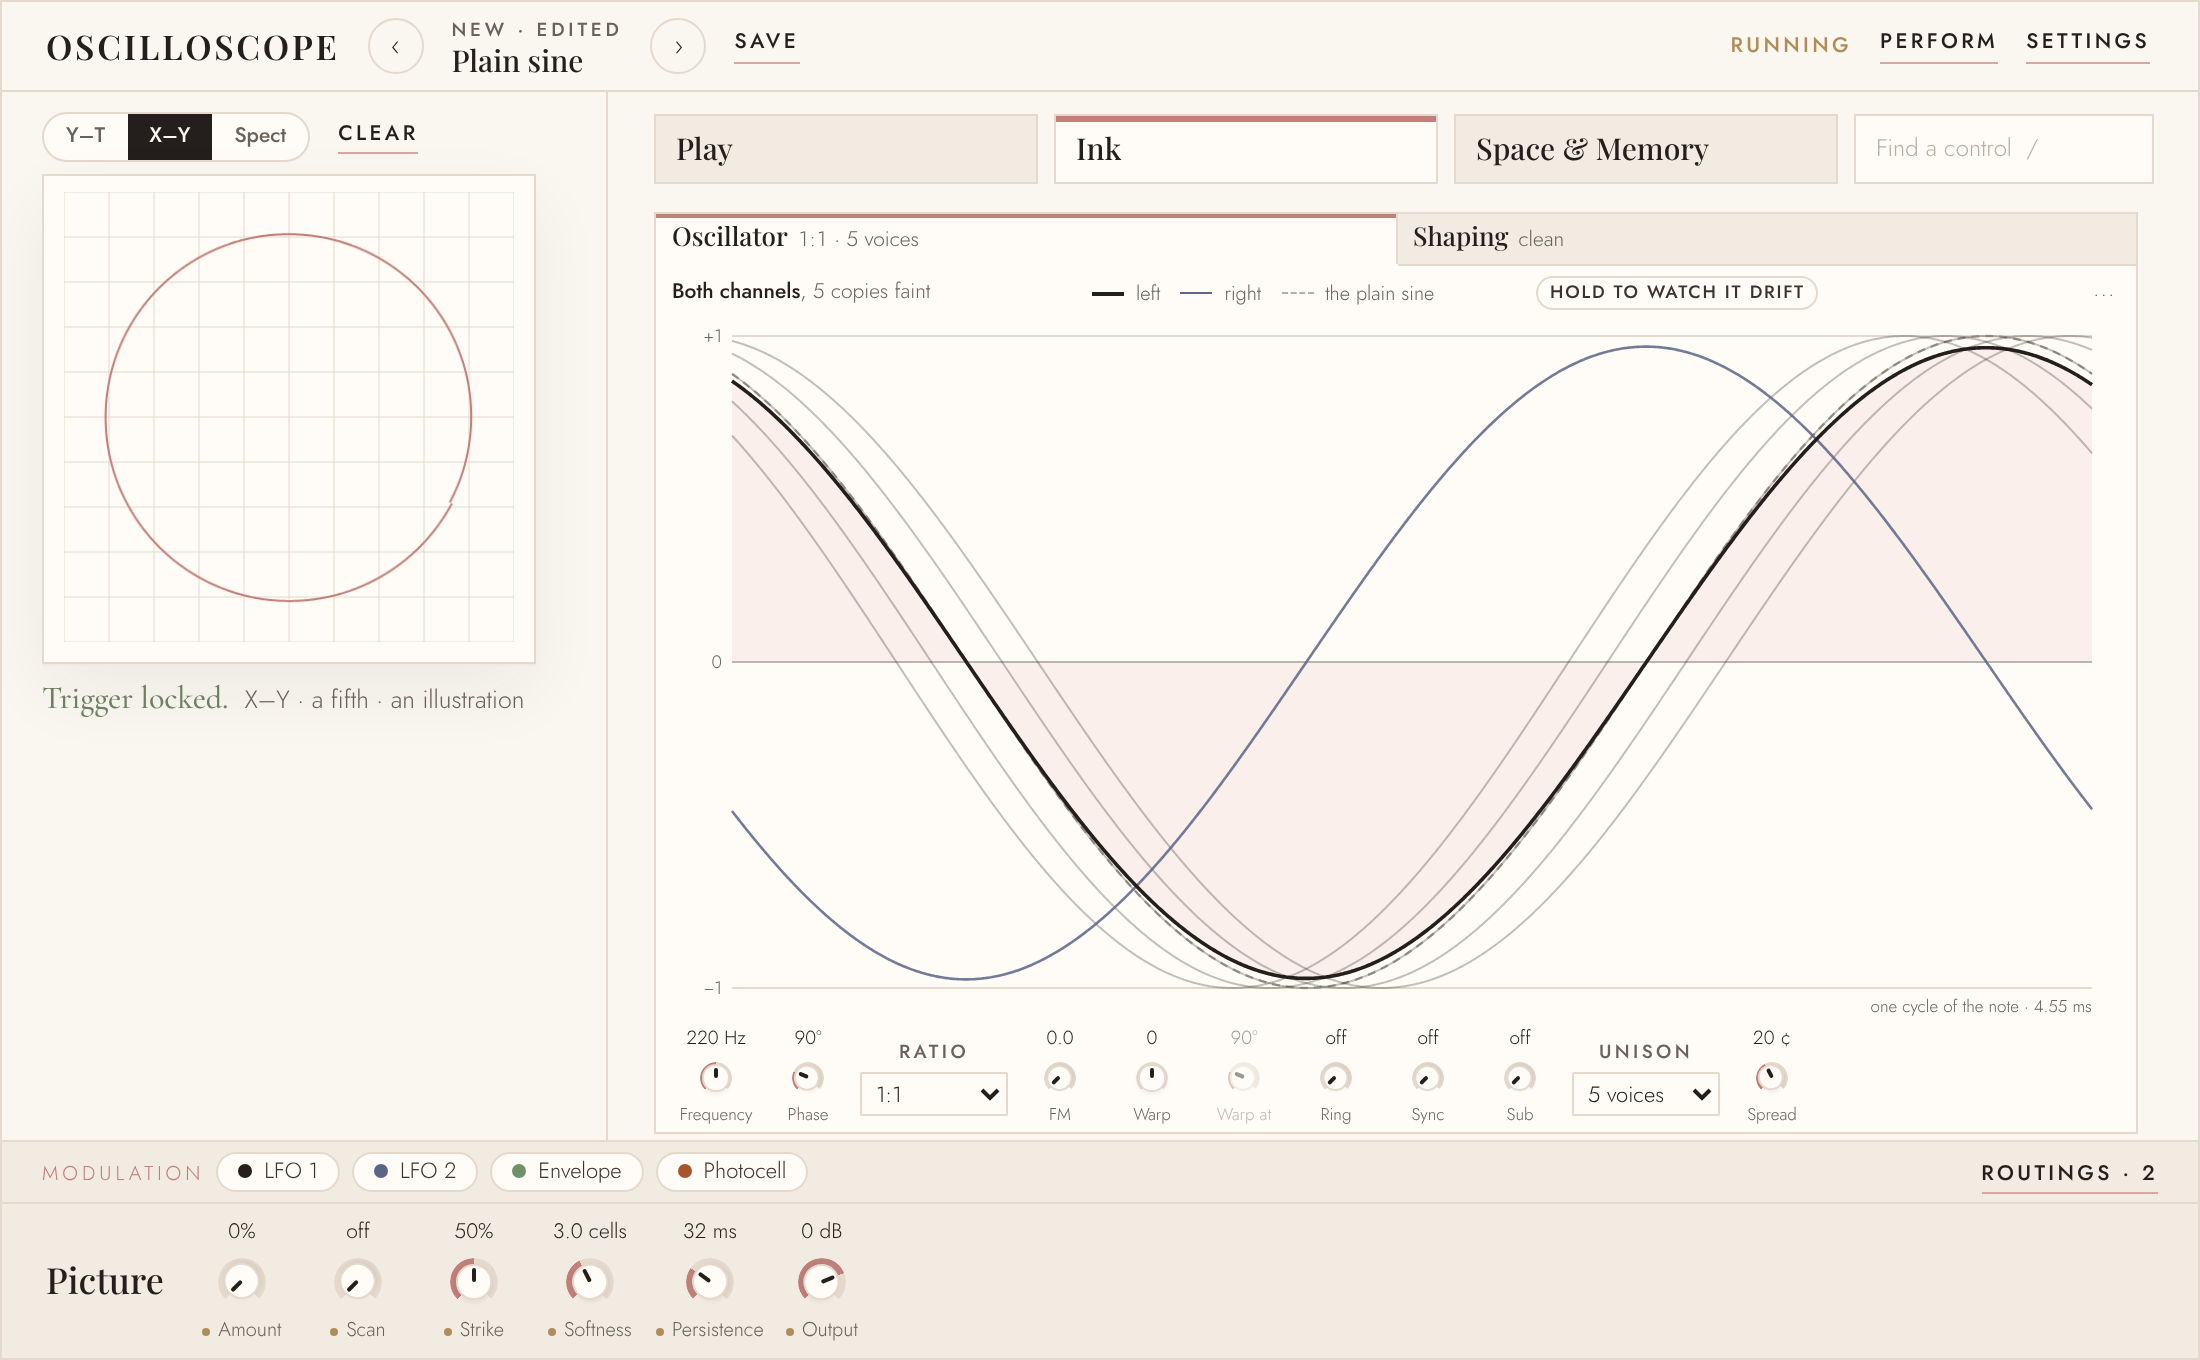 OSCILLOSCOPE
‹
NEW · EDITED
Plain sine
›
SAVE
RUNNING
PERFORM
SETTINGS
Y–T
X–Y
Spect
CLEAR
Trigger locked. X–Y · a fifth · an illustration
Play
Ink
Space & Memory
Find a control /
Oscillator 1:1 · 5 voices
Shaping clean
Both channels, 5 copies faint
left
right
the plain sine
HOLD TO WATCH IT DRIFT
...
+1
0
−1
one cycle of the note · 4.55 ms
220 Hz
Frequency
90°
Phase
RATIO
1:1
0.0
FM
0
Warp
90°
Warp at
off
Ring
off
Sync
off
Sub
UNISON
5 voices
20 ¢
Spread
MODULATION
LFO 1
LFO 2
Envelope
Photocell
ROUTINGS · 2
Picture
0%
Amount
off
Scan
50%
Strike
3.0 cells
Softness
32 ms
Persistence
0 dB
Output